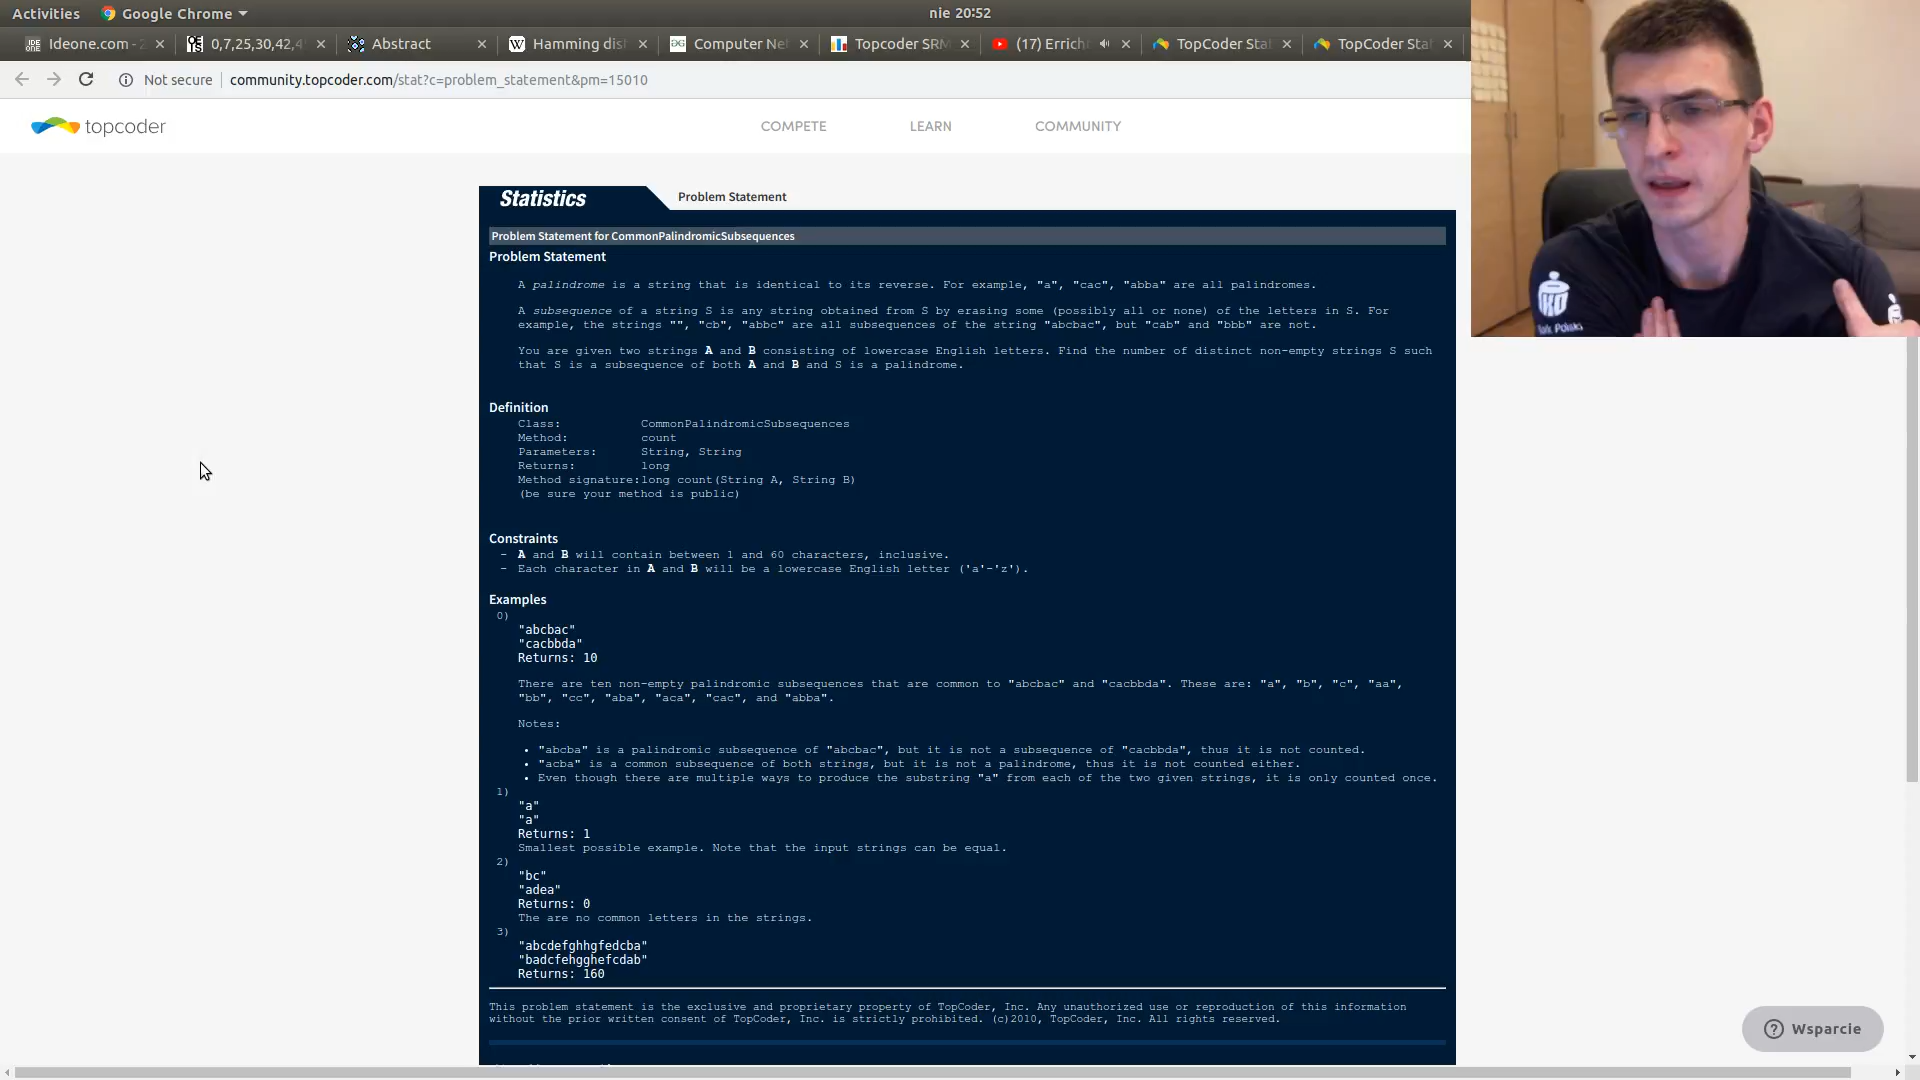 Activities Google Chrome nie 20:52
Ideone.com - 2 0,7,25,30,42,4 Abstract Hamming dis Computer Ne Topcoder SRM (17) Errich TopCoder Sta TopCoder Sta
Not secure community.topcoder.com/stat?c=problem_statement&pm=15010
topcoder COMPETE LEARN COMMUNITY
Statistics Problem Statement
Problem Statement for CommonPalindromicSubsequences
Problem Statement
A palindrome is a string that is identical to its reverse. For example, "a", "cac", "abba" are all palindromes.
A subsequence of a string S is any string obtained from S by erasing some (possibly all or none) of the letters in S. For
example, the strings "", "cb", "abbc" are all subsequences of the string "abcbac", but "cab" and "bbb" are not.
You are given two strings A and B consisting of lowercase English letters. Find the number of distinct non-empty strings S such
that S is a subsequence of both A and B and S is a palindrome.
Definition
Class: CommonPalindromicSubsequences
Method: count
Parameters: String, String
Returns: long
Method signature:long count(String A, String B)
(be sure your method is public)
Constraints
- A and B will contain between 1 and 60 characters, inclusive.
- Each character in A and B will be a lowercase English letter ('a'-'z').
Examples
0)
"abcbac"
"cacbbda"
Returns: 10
There are ten non-empty palindromic subsequences that are common to "abcbac" and "cacbbda". These are: "a", "b", "c", "aa",
"bb", "cc", "aba", "aca", "cac", and "abba".
Notes:
• "abcba" is a palindromic subsequence of "abcbac", but it is not a subsequence of "cacbbda", thus it is not counted.
• "acba" is a common subsequence of both strings, but it is not a palindrome, thus it is not counted either.
• Even though there are multiple ways to produce the substring "a" from each of the two given strings, it is only counted once.
1)
"a"
"a"
Returns: 1
Smallest possible example. Note that the input strings can be equal.
2)
"bc"
"adea"
Returns: 0
The are no common letters in the strings.
3)
"abcdefghhgfedcba"
"badcfehgghefcdab"
Returns: 160
This problem statement is the exclusive and proprietary property of TopCoder, Inc. Any unauthorized use or reproduction of this information
without the prior written consent of TopCoder, Inc. is strictly prohibited. (c)2010, TopCoder, Inc. All rights reserved.
Wsparcie
Polski